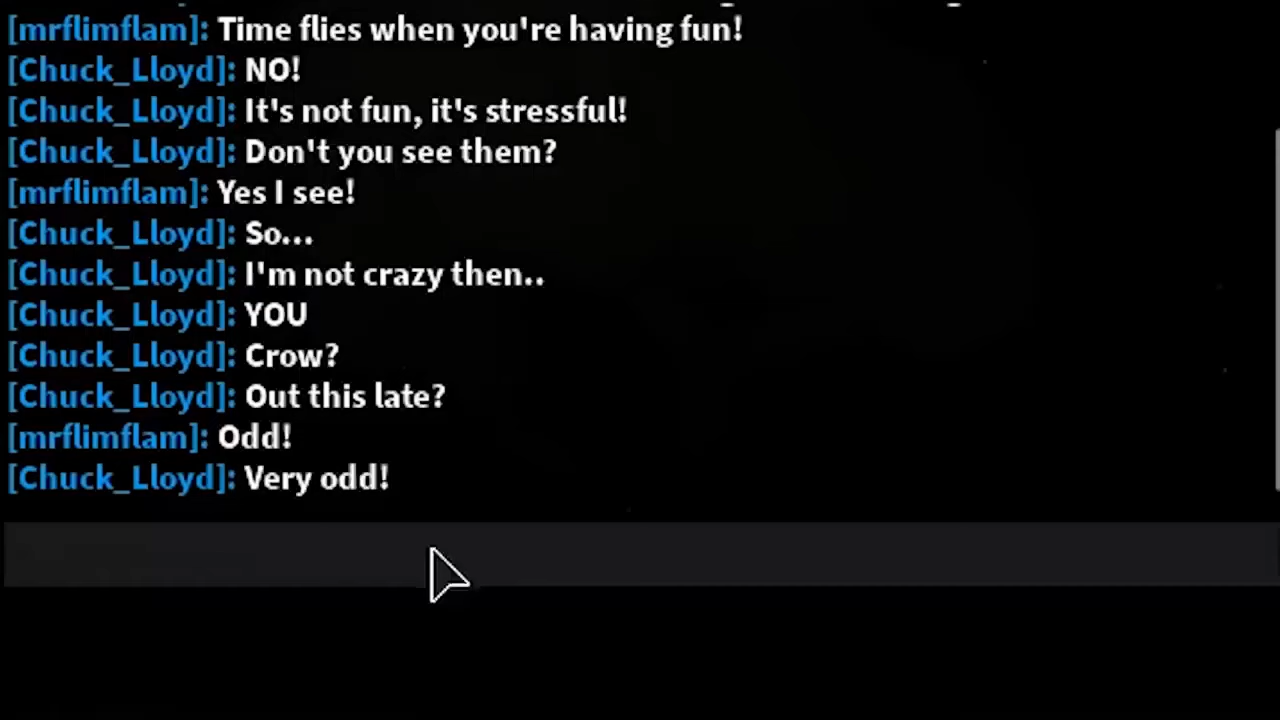 [mrflimflam]: Time flies when you're having fun!
[Chuck_Lloyd]: NO!
[Chuck_Lloyd]: It's not fun, it's stressful!
[Chuck_Lloyd]: Don't you see them?
[mrflimflam]: Yes I see!
[Chuck_Lloyd]: So...
[Chuck_Lloyd]: I'm not crazy then..
[Chuck_Lloyd]: YOU
[Chuck_Lloyd]: Crow?
[Chuck_Lloyd]: Out this late?
[mrflimflam]: Odd!
[Chuck_Lloyd]: Very odd!